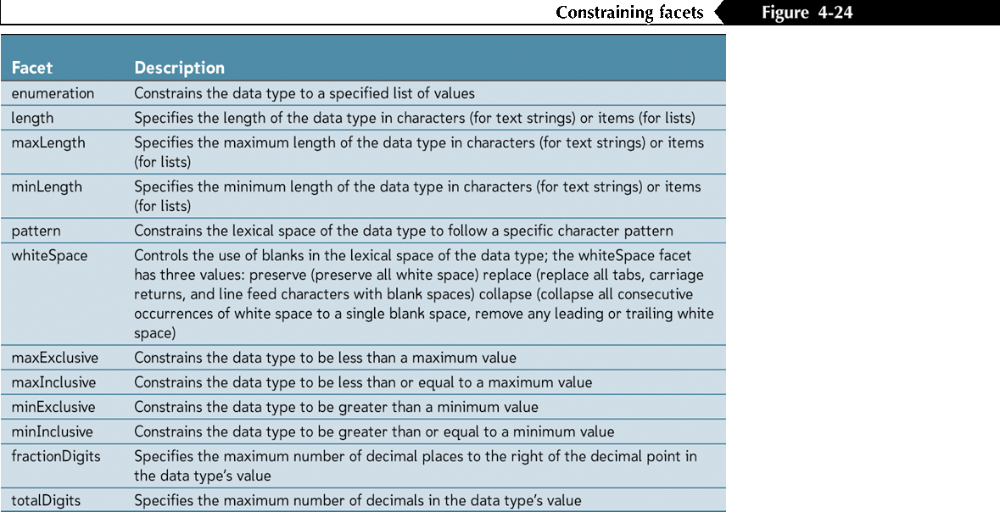 Constraining facets Figure 4-24
Facet Description
enumeration Constrains the data type to a specified list of values
length Specifies the length of the data type in characters (for text strings) or items (for lists)
maxLength Specifies the maximum length of the data type in characters (for text strings) or items
(for lists)
minLength Specifies the minimum length of the data type in characters (for text strings) or items
(for lists)
pattern Constrains the lexical space of the data type to follow a specific character pattern
whiteSpace Controls the use of blanks in the lexical space of the data type; the whiteSpace facet
has three values: preserve (preserve all white space) replace (replace all tabs, carriage
returns, and line feed characters with blank spaces) collapse (collapse all consecutive
occurrences of white space to a single blank space, remove any leading or trailing white
space)
maxExclusive Constrains the data type to be less than a maximum value
maxInclusive Constrains the data type to be less than or equal to a maximum value
minExclusive Constrains the data type to be greater than a minimum value
minInclusive Constrains the data type to be greater than or equal to a minimum value
fractionDigits Specifies the maximum number of decimal places to the right of the decimal point in
the data type’s value
totalDigits Specifies the maximum number of decimals in the data type’s value